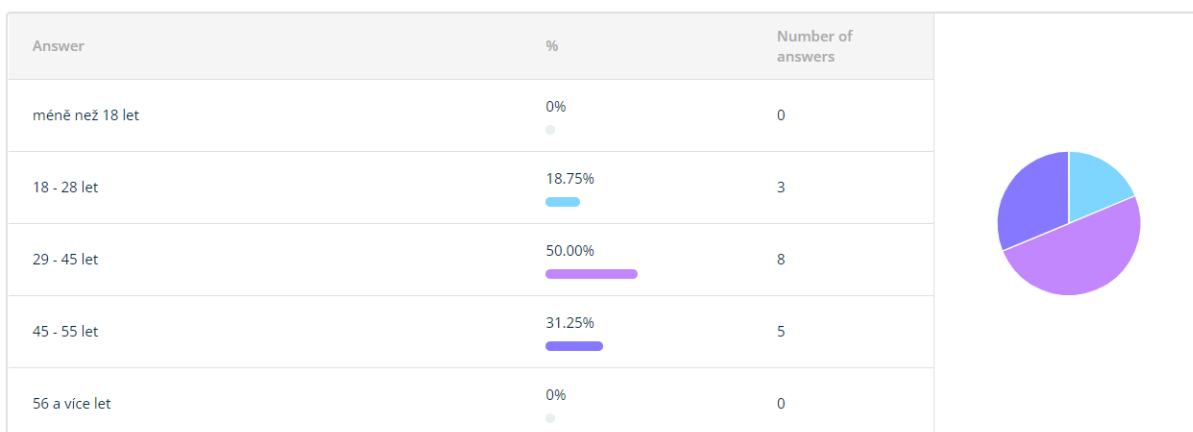 Answer % Number of
answers
méně než 18 let 0% 0
18 - 28 let 18.75% 3
29 - 45 let 50.00% 8
45 - 55 let 31.25% 5
56 a více let 0% 0